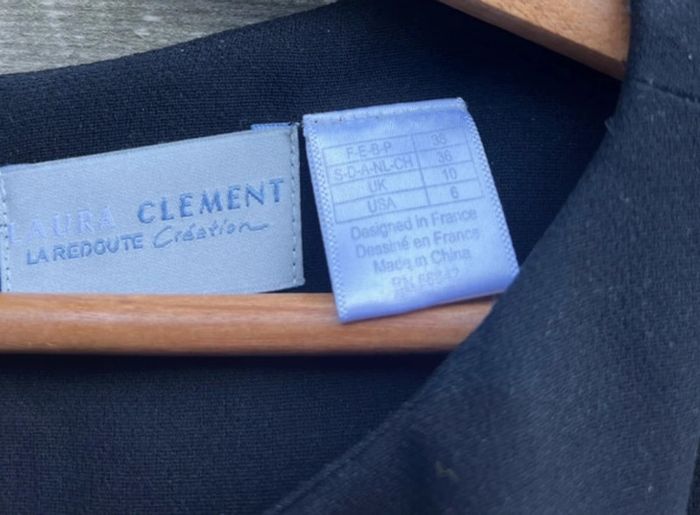 LAURA CLEMENT
LA REDOUTE Création
F-E-B-P 38
S-D-A-NL-CH 36
UK 10
USA 6
Designed in France
Dessiné en France
Made in China